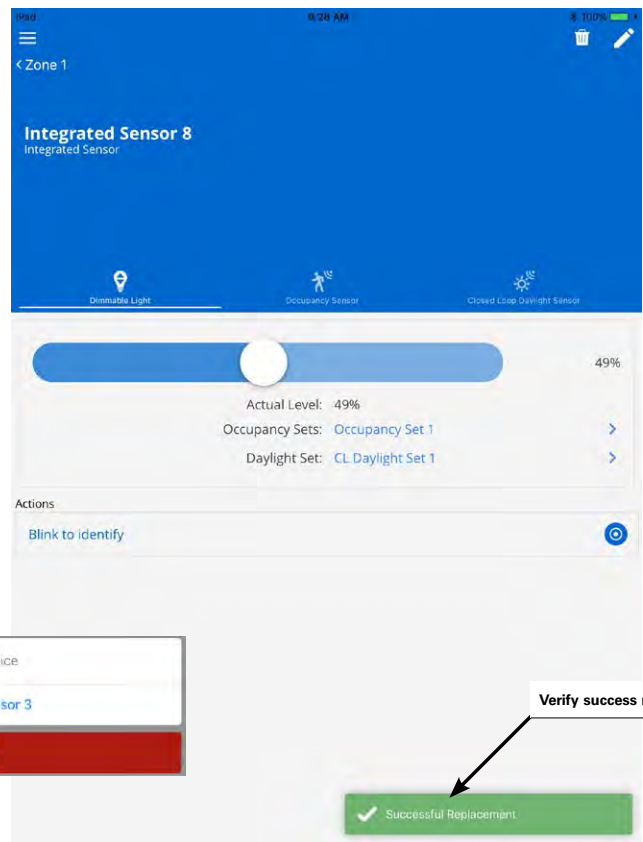 iPad 9:28 AM 100%
< Zone 1
Integrated Sensor 8
Integrated Sensor
Dimmable Light Occupancy Sensor Closed Loop Daylight Sensor
49%
Actual Level: 49%
Occupancy Sets: Occupancy Set 1 >
Daylight Set: CL Daylight Set 1 >
Actions
Blink to identify
sor 3
Verify success
Successful Replacement